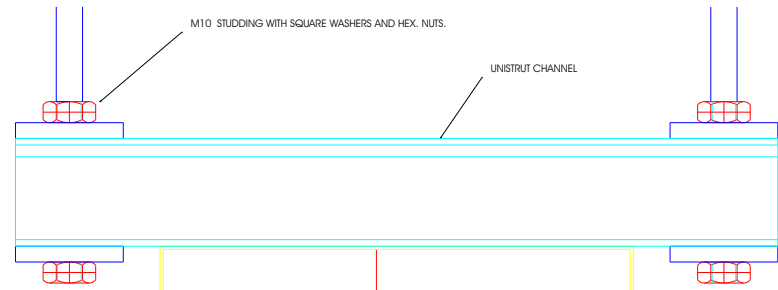 M10 STUDDING WITH SQUARE WASHERS AND HEX. NUTS.
UNISTRUT CHANNEL